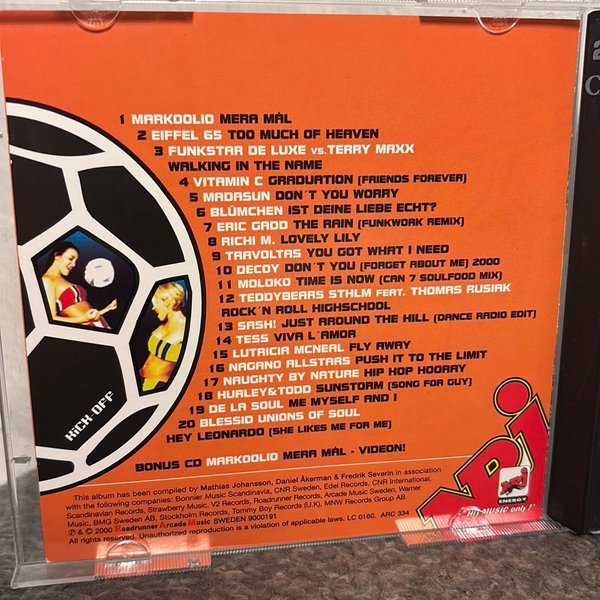 1 MARKOOLIO MERA MÅL
2 EIFFEL 65 TOO MUCH OF HEAVEN
3 FUNKSTAR DE LUXE vs. TERRY MAXX
WALKING IN THE NAME
4 VITAMIN C GRADUATION (FRIENDS FOREVER)
5 MADASUN DON´T YOU WORRY
6 BLÜMCHEN IST DEINE LIEBE ECHT?
7 ERIC GADD THE RAIN (FUNKWORK REMIX)
8 RICHI M. LOVELY LILY
9 TRAVOLTAS YOU GOT WHAT I NEED
10 DECOY DON´T YOU (FORGET ABOUT ME) 2000
11 MOLOKO TIME IS NOW (CAN 7 SOULFOOD MIX)
12 TEDDYBEARS STHLM FEAT. THOMAS RUSIAK
ROCK´N ROLL HIGHSCHOOL
13 SASH! JUST AROUND THE HILL (DANCE RADIO EDIT)
14 TESS VIVA L´AMOR
15 LUTRICIA MCNEAL FLY AWAY
16 NAGANO ALLSTARS PUSH IT TO THE LIMIT
17 NAUGHTY BY NATURE HIP HOP HOORAY
18 HURLEY&TODD SUNSTORM (SONG FOR GUY)
19 DE LA SOUL ME MYSELF AND I
20 BLESSID UNIONS OF SOUL
HEY LEONARDO (SHE LIKES ME FOR ME)
BONUS CD MARKOOLIO MERA MÅL - VIDEON!
KICK-OFF
This album has been compiled by Mathias Johansson, Daniel Åkerman & Fredrik Severin in association
with the following companies: Bonnier Music Scandinavia, CNR Sweden, Edel Records, CNR International,
Swedish Records, Strawberry Music, V2 Records, Roadrunner Records, Arcade Music Sweden, Warner
Music, BMG Sweden AB, Stockholm Records, Tommy Boy Records (U.K.). MNW Records Group AB
℗ & © 2000 Roadrunner Arcade Music SWEDEN 9000191
All rights reserved. Unauthorized reproduction is a violation of applicable laws. LC 0160. ARC 334
NRJ
NRJ
ENERGY
HIT MUSIC only !